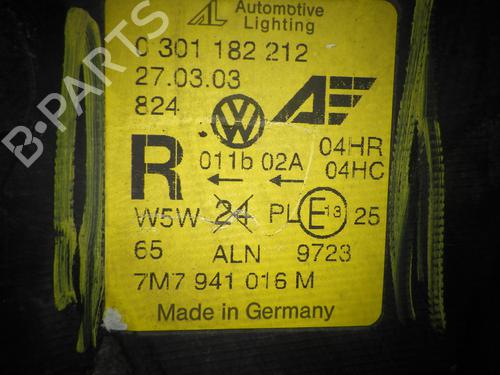 AL Automotive Lighting
0 301 182 212
27.03.03
824
R
011b 02A
04HR
04HC
W5W 24 PL E 13 25
65 ALN 9723
7M7 941 016 M
Made in Germany
B-PARTS